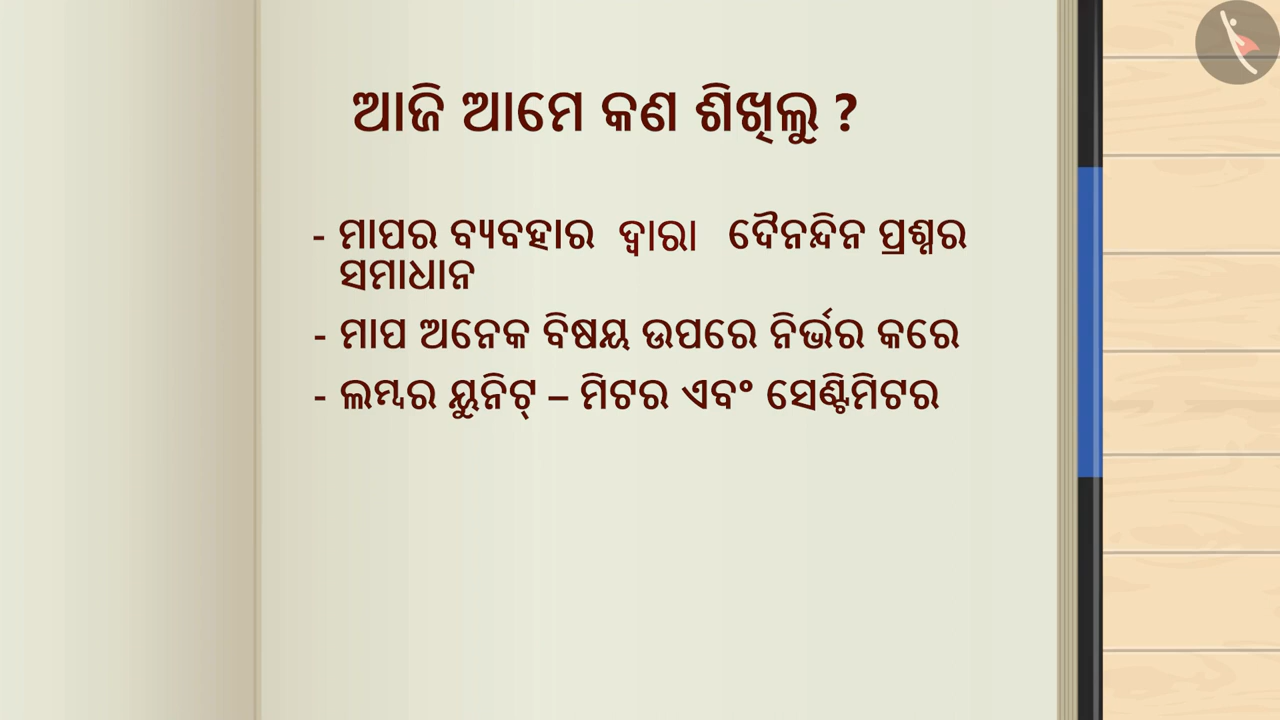 ଆଜି ଆମେ କଣ ଶିଖିଲୁ ?
- ମାପର ବ୍ୟବହାର ଦ୍ୱାରା ଦୈନନ୍ଦିନ ପ୍ରଶ୍ନର
ସମାଧାନ
- ମାପ ଅନେକ ବିଷୟ ଉପରେ ନିର୍ଭର କରେ
- ଲମ୍ବର ୟୁନିଟ୍ – ମିଟର ଏବଂ ସେଣ୍ଟିମିଟର